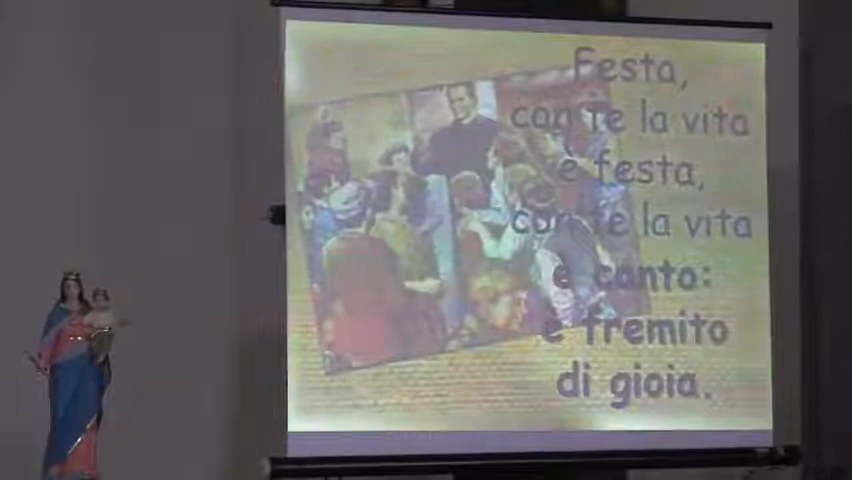 Festa,
con te la vita
è festa,
con te la vita
è canto:
è fremito
di gioia.